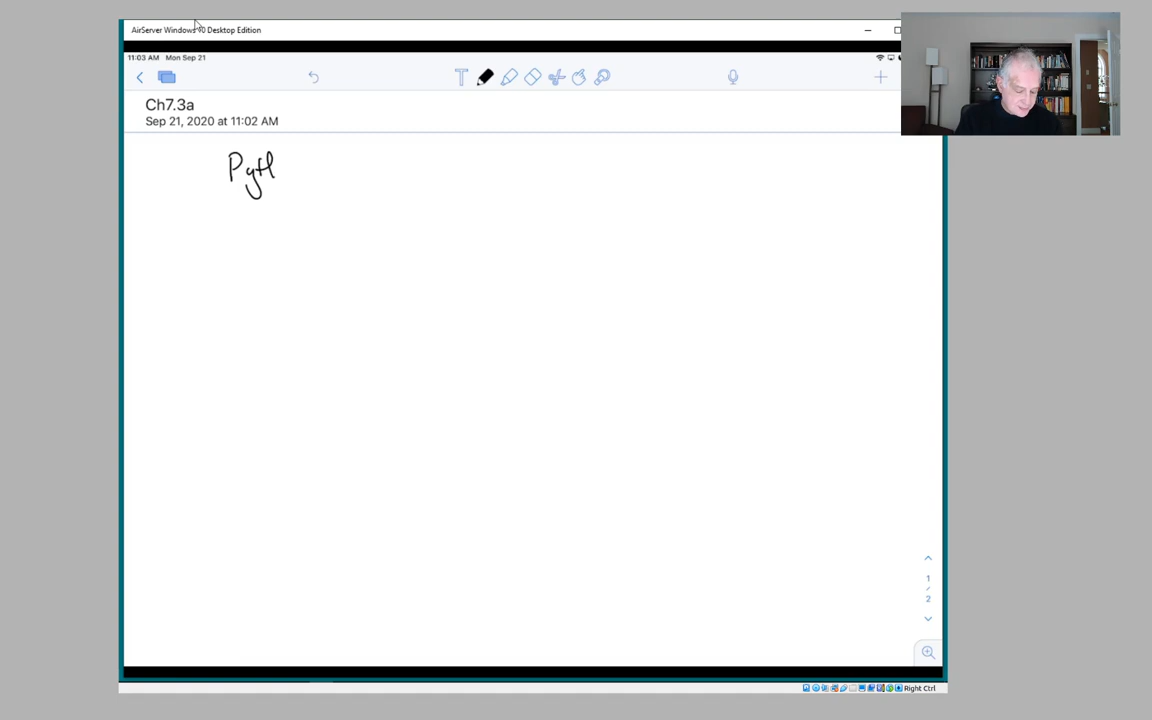 AirServer Windows 10 Desktop Edition
11:03 AM Mon Sep 21
Ch7.3a
Sep 21, 2020 at 11:02 AM
Pyth
1
2
Right Ctrl